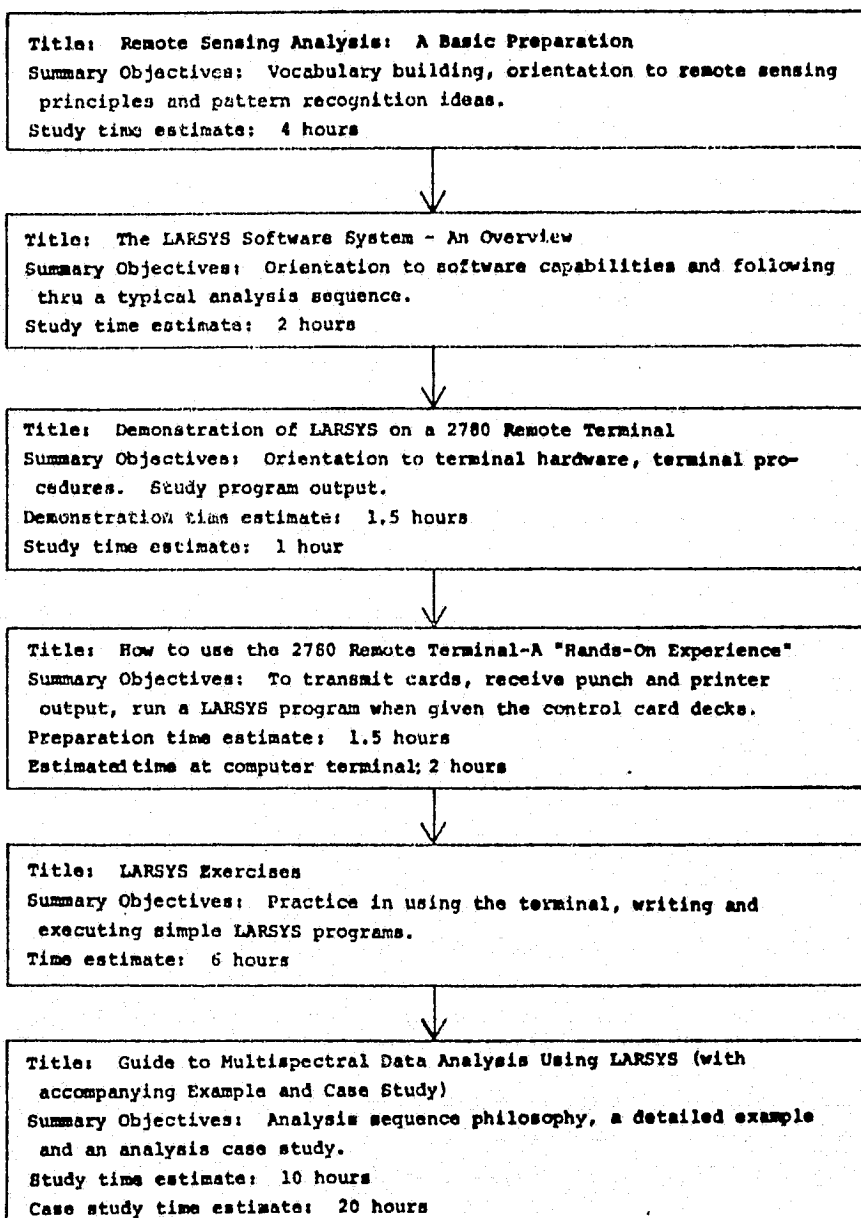 Title: Remote Sensing Analysis: A Basic Preparation
Summary Objectives: Vocabulary building, orientation to remote sensing
principles and pattern recognition ideas.
Study time estimate: 4 hours
Title: The LARSYS Software System - An Overview
Summary Objectives: Orientation to software capabilities and following
thru a typical analysis sequence.
Study time estimate: 2 hours
Title: Demonstration of LARSYS on a 2780 Remote Terminal
Summary Objectives: Orientation to terminal hardware, terminal pro-
cedures. Study program output.
Demonstration time estimate: 1.5 hours
Study time estimate: 1 hour
Title: How to use the 2780 Remote Terminal-A "Hands-On Experience"
Summary Objectives: To transmit cards, receive punch and printer
output, run a LARSYS program when given the control card decks.
Preparation time estimate: 1.5 hours
Estimated time at computer terminal; 2 hours
Title: LARSYS Exercises
Summary Objectives: Practice in using the terminal, writing and
executing simple LARSYS programs.
Time estimate: 6 hours
Title: Guide to Multispectral Data Analysis Using LARSYS (with
accompanying Example and Case Study)
Summary Objectives: Analysis sequence philosophy, a detailed example
and an analysis case study.
Study time estimate: 10 hours
Case study time estimate: 20 hours